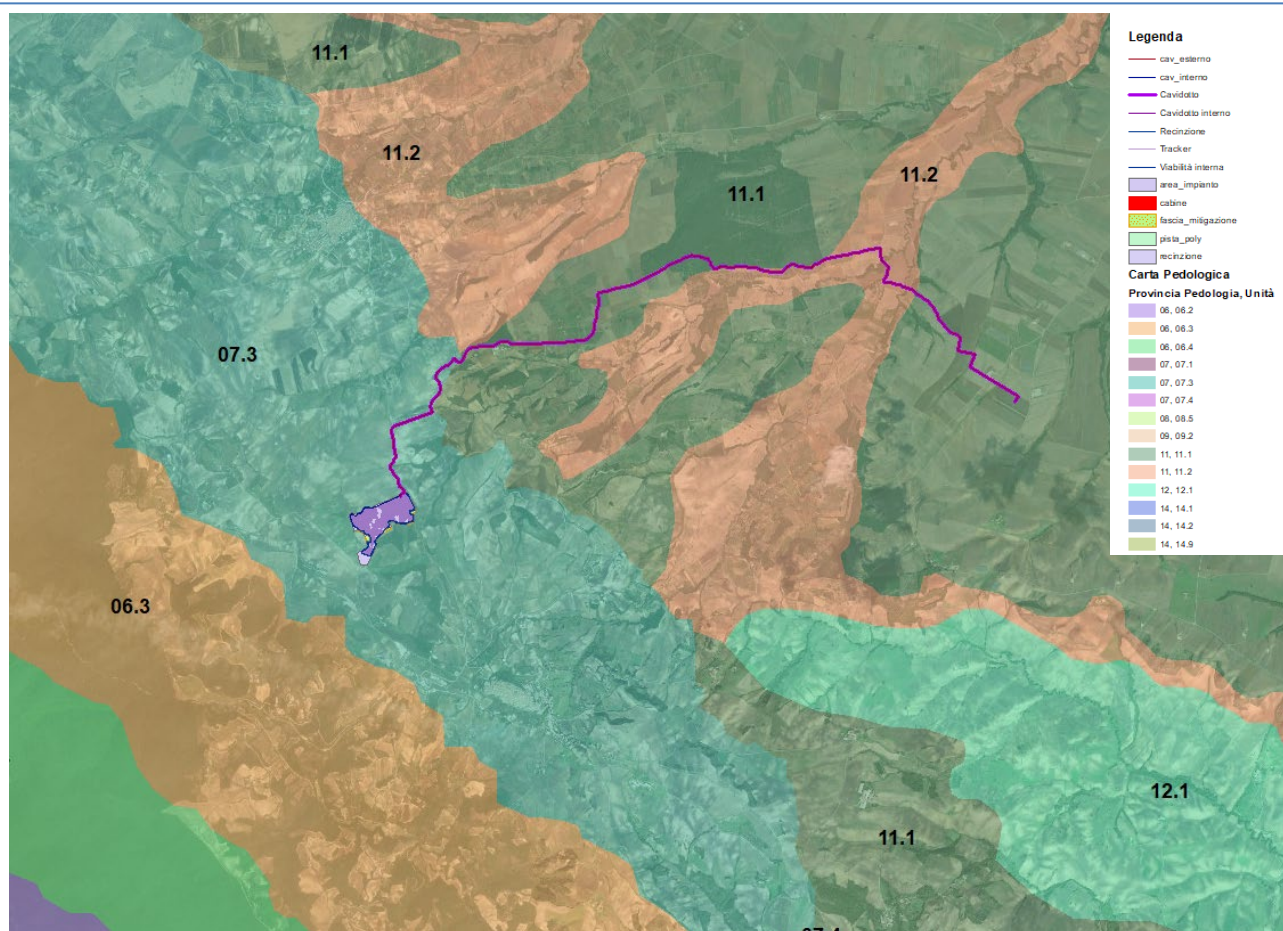 11.1
11.2
11.2
11.1
07.3
06.3
12.1
11.1
07.4
Legenda
cav_esterno
cav_interno
Cavidotto
Cavidotto interno
Recinzione
Tracker
Viabilità interna
area_impianto
cabine
fascia_mitigazione
pista_poly
recinzione
Carta Pedologica
Provincia Pedologia, Unità
06, 06.2
06, 06.3
06, 06.4
07, 07.1
07, 07.3
07, 07.4
08, 08.5
09, 09.2
11, 11.1
11, 11.2
12, 12.1
14, 14.1
14, 14.2
14, 14.9